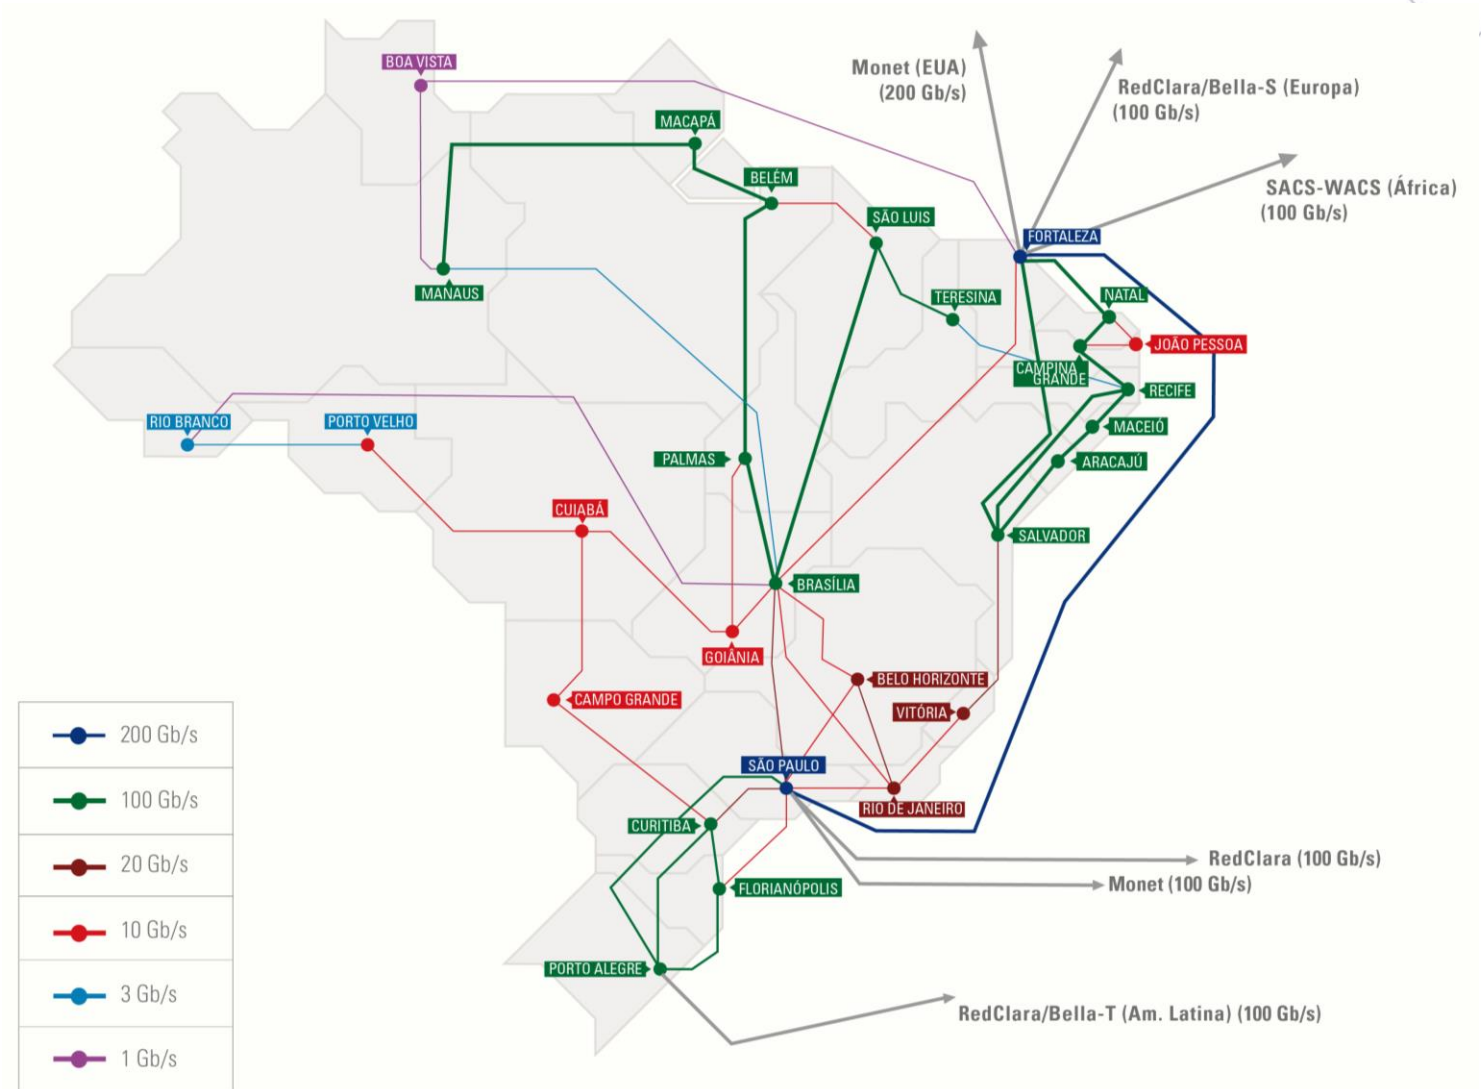 BOA VISTA
Monet (EUA)
(200 Gb/s)
RedClara/Bella-S (Europa)
(100 Gb/s)
MACAPÁ
BELÉM
SACS-WACS (África)
(100 Gb/s)
SÃO LUIS
FORTALEZA
MANAUS
TERESINA
NATAL
JOÃO PESSOA
CAMPINA
GRANDE
RECIFE
RIO BRANCO
PORTO VELHO
MACEIÓ
PALMAS
ARACAJÚ
CUIABÁ
SALVADOR
BRASÍLIA
GOIÂNIA
BELO HORIZONTE
CAMPO GRANDE
VITÓRIA
SÃO PAULO
RIO DE JANEIRO
CURITIBA
RedClara (100 Gb/s)
Monet (100 Gb/s)
FLORIANÓPOLIS
PORTO ALEGRE
RedClara/Bella-T (Am. Latina) (100 Gb/s)
200 Gb/s
100 Gb/s
20 Gb/s
10 Gb/s
3 Gb/s
1 Gb/s